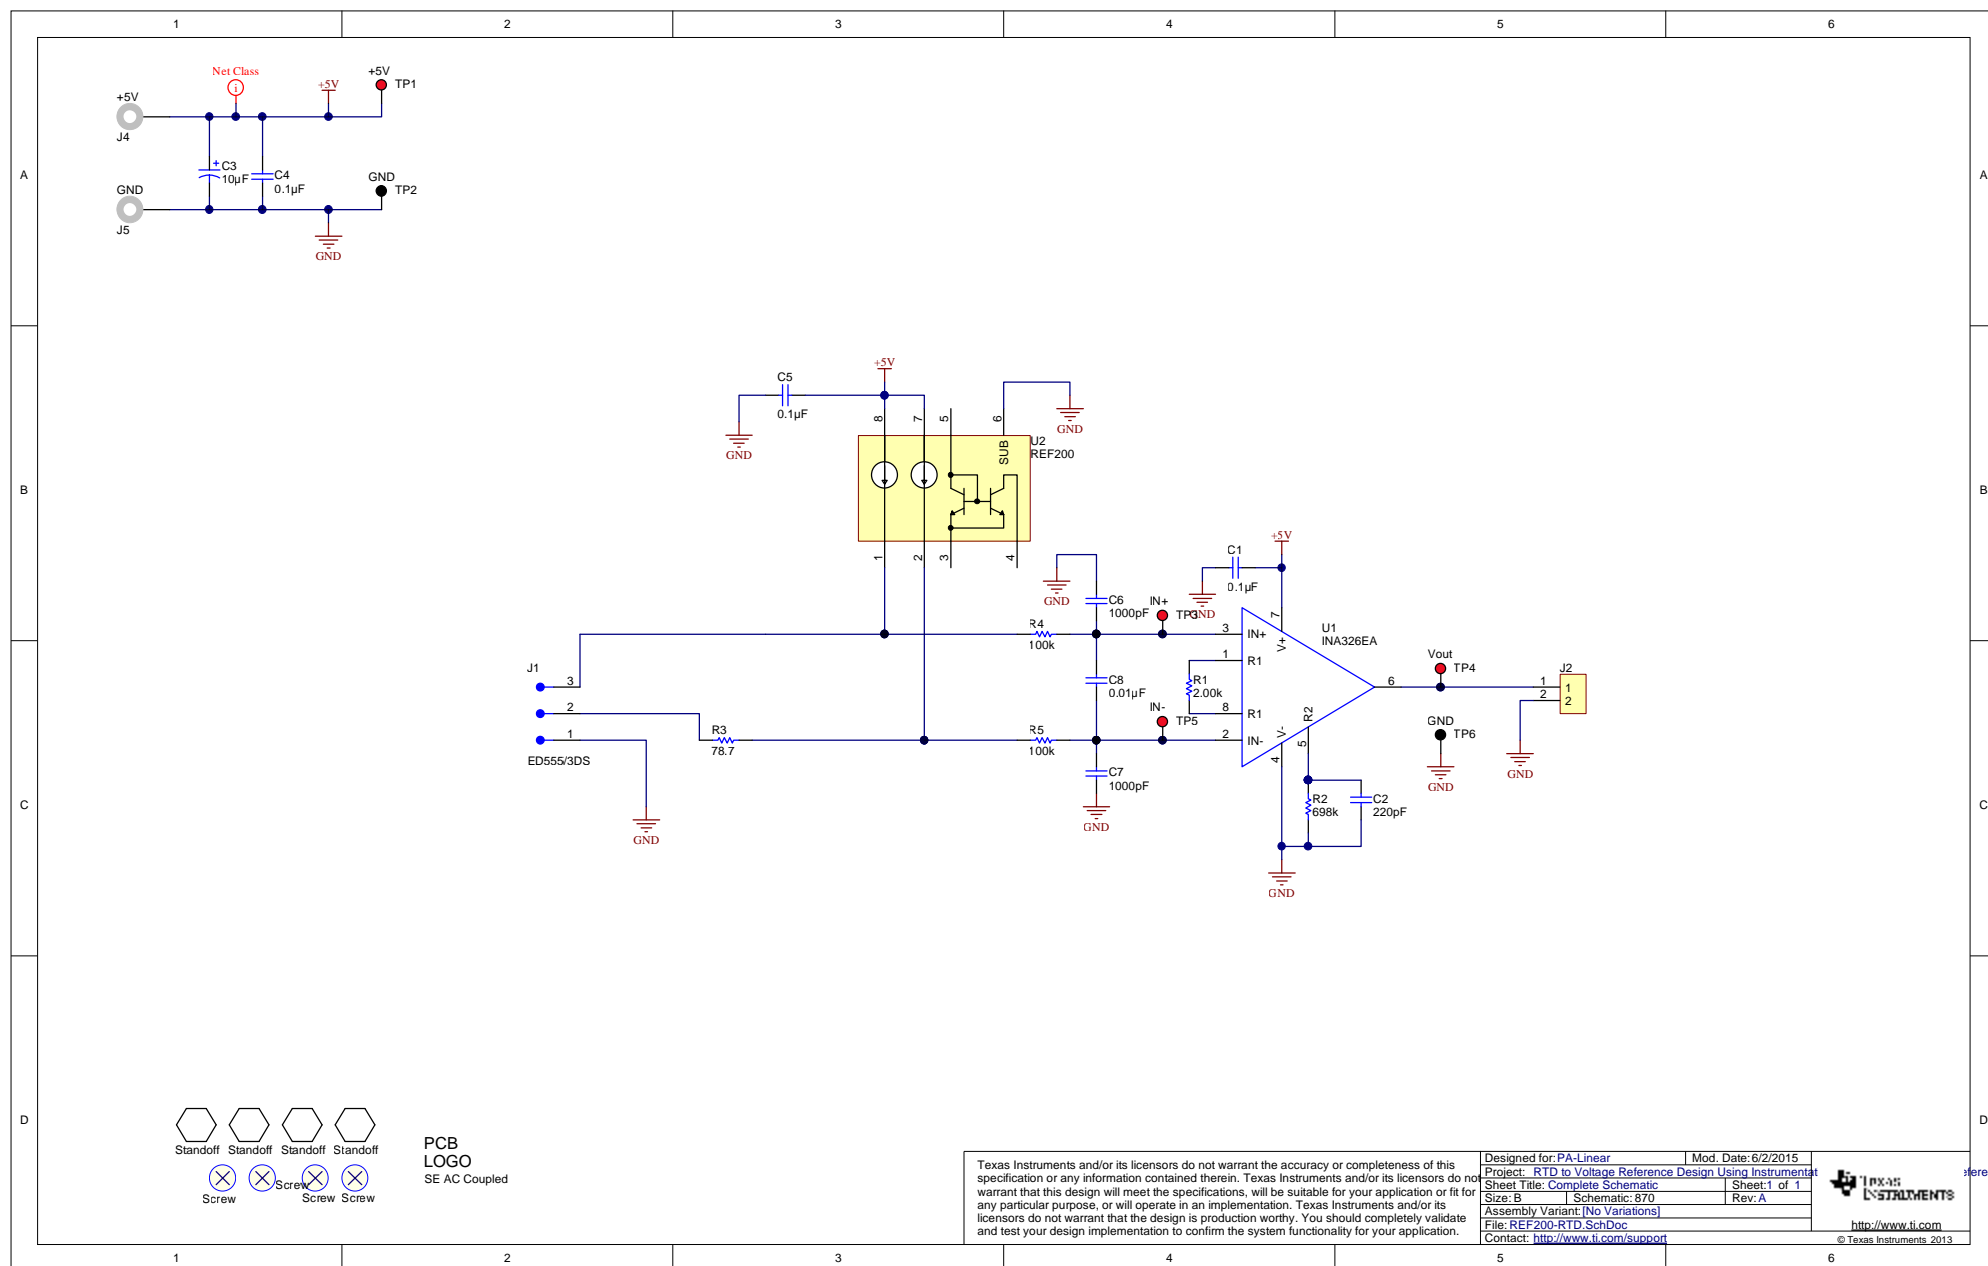 1 2 3 4 5 6
A A
B B
C C
D D
Net Class
i
+5V
J4
+5V
+5V
TP1
+
C3
10µF
C4
0.1µF
GND
J5
GND
TP2
GND
+5V
C5
0.1µF
GND
8 7 5 6
GND
SUB
U2
REF200
1 2 3 4
GND
C6
1000pF
IN+
TP3
C1
0.1µF
GND
+5V
7
R4
100k
3 IN+
V+
U1
INA326EA
1 R1
R1
2.00k
8 R1
C8
0.01µF
IN-
TP5
2 IN-
V-
R2
4
5
6
Vout
TP4
J2
1 1
2 2
GND
TP6
GND
GND
J1
3
2
1
ED555/3DS
R3
78.7
R5
100k
C7
1000pF
GND
GND
R2
698k
C2
220pF
GND
Standoff Standoff Standoff Standoff
Screw Screw Screw Screw
PCB
LOGO
SE AC Coupled
Texas Instruments and/or its licensors do not warrant the accuracy or completeness of this
specification or any information contained therein. Texas Instruments and/or its licensors do not
warrant that this design will meet the specifications, will be suitable for your application or fit for
any particular purpose, or will operate in an implementation. Texas Instruments and/or its
licensors do not warrant that the design is production worthy. You should completely validate
and test your design implementation to confirm the system functionality for your application.
Designed for: PA-Linear Mod. Date: 6/2/2015
Project: RTD to Voltage Reference Design Using Instrumentat
Sheet Title: Complete Schematic Sheet: 1 of 1
Size: B Schematic: 870 Rev: A
Assembly Variant: [No Variations]
File: REF200-RTD.SchDoc
Contact: http://www.ti.com/support
TEXAS
INSTRUMENTS
http://www.ti.com
© Texas Instruments 2013
1 2 3 4 5 6